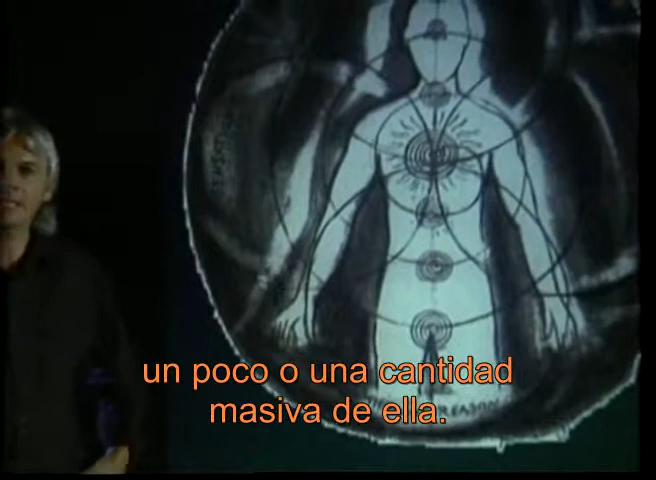 un poco o una cantidad
masiva de ella.